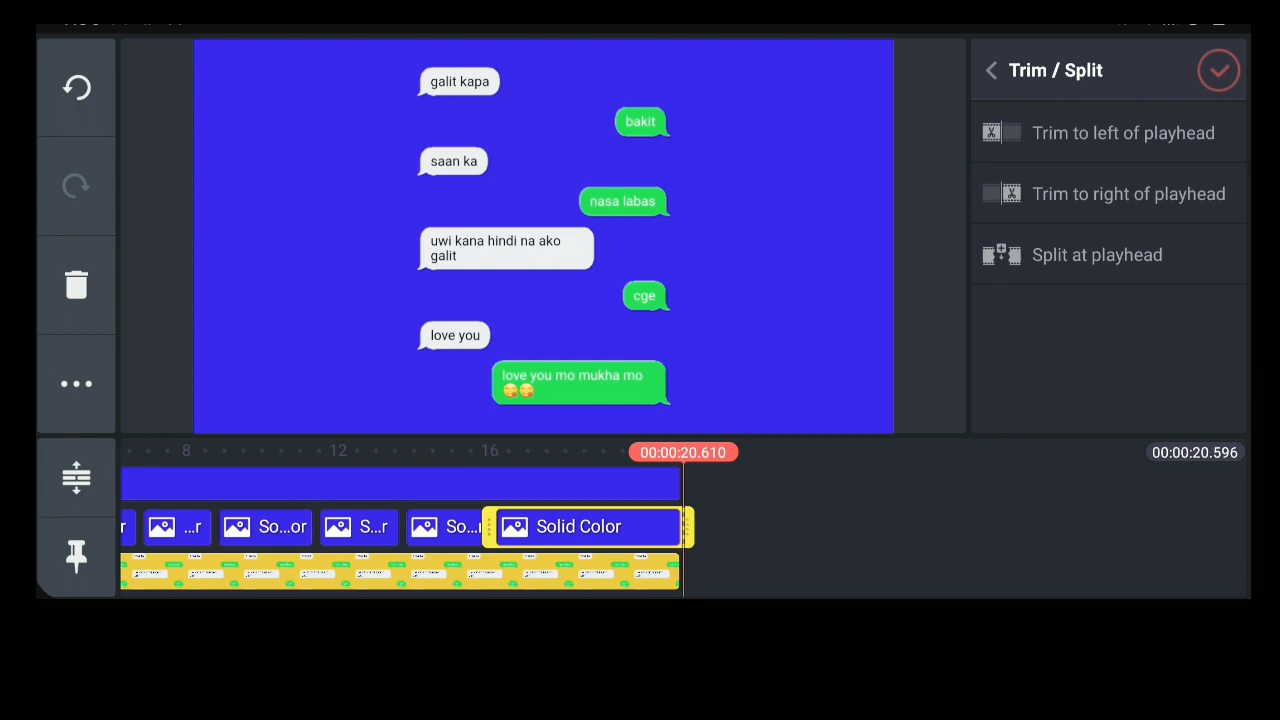 galit kapa
bakit
saan ka
nasa labas
uwi kana hindi na ako
galit
cge
love you
love you mo mukha mo
😋😋
Trim / Split
Trim to left of playhead
Trim to right of playhead
Split at playhead
8 12 16
00:00:20.610
00:00:20.596
r ...r So...or S...r So... Solid Color